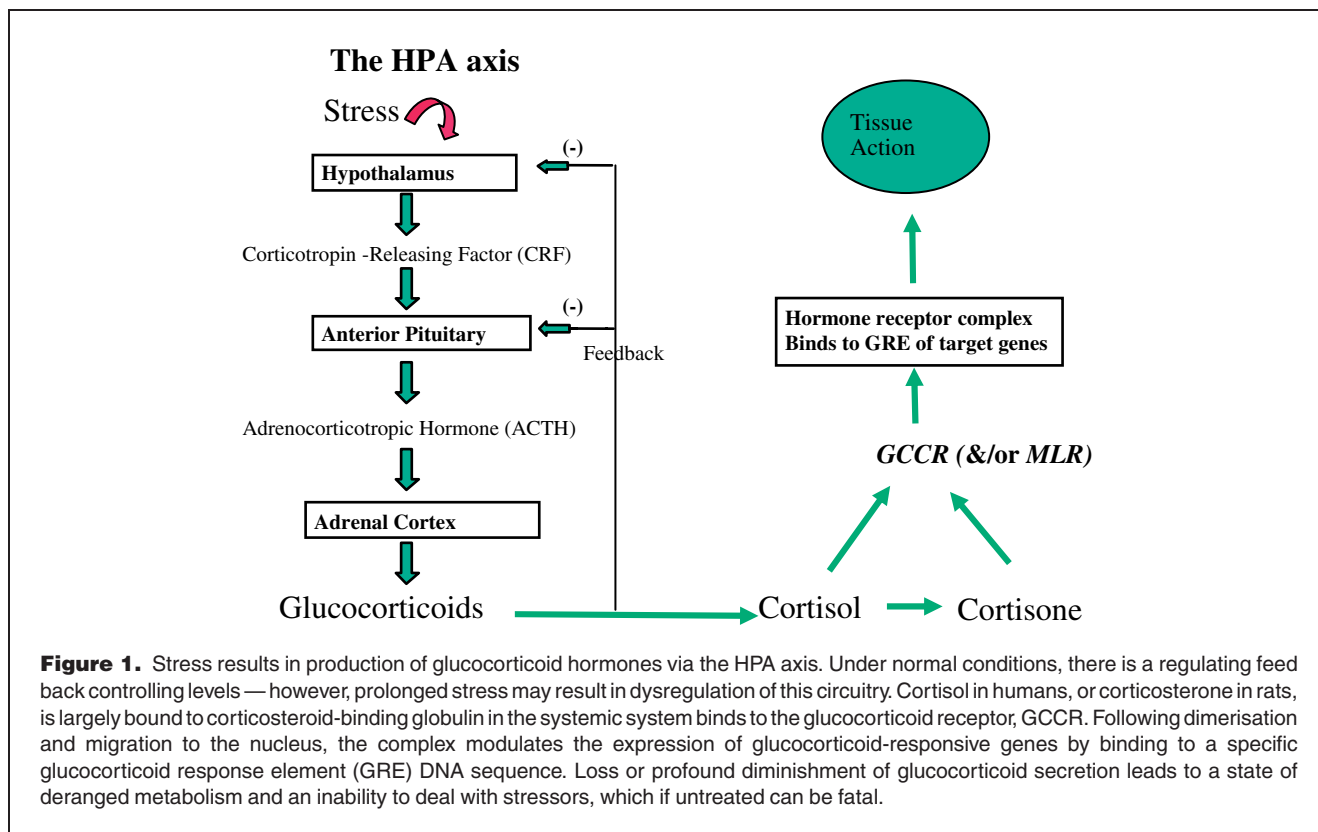 The HPA axis
Stress
(-)
Hypothalamus
Corticotropin -Releasing Factor (CRF)
(-)
Anterior Pituitary
Feedback
Adrenocorticotropic Hormone (ACTH)
Adrenal Cortex
Glucocorticoids
Tissue
Action
Hormone receptor complex
Binds to GRE of target genes
GCCR (&/or MLR)
Cortisol
Cortisone
Figure 1. Stress results in production of glucocorticoid hormones via the HPA axis. Under normal conditions, there is a regulating feed
back controlling levels — however, prolonged stress may result in dysregulation of this circuitry. Cortisol in humans, or corticosterone in rats,
is largely bound to corticosteroid-binding globulin in the systemic system binds to the glucocorticoid receptor, GCCR. Following dimerisation
and migration to the nucleus, the complex modulates the expression of glucocorticoid-responsive genes by binding to a specific
glucocorticoid response element (GRE) DNA sequence. Loss or profound diminishment of glucocorticoid secretion leads to a state of
deranged metabolism and an inability to deal with stressors, which if untreated can be fatal.